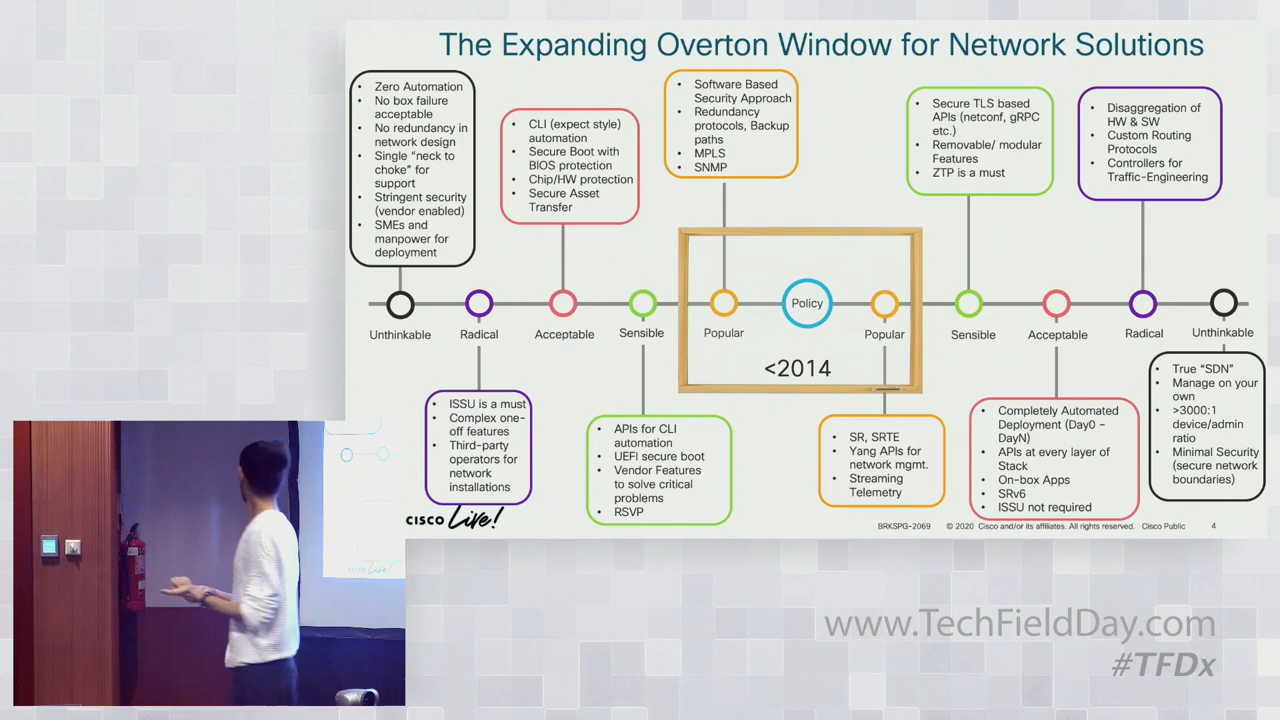 The Expanding Overton Window for Network Solutions
• Zero Automation
• No box failure
acceptable
• No redundancy in
network design
• Single “neck to
choke” for
support
• Stringent security
(vendor enabled)
• SMEs and
manpower for
deployment
• CLI (expect style)
automation
• Secure Boot with
BIOS protection
• Chip/HW protection
• Secure Asset
Transfer
• Software Based
Security Approach
• Redundancy
protocols, Backup
paths
• MPLS
• SNMP
• Secure TLS based
APIs (netconf, gRPC
etc.)
• Removable/ modular
Features
• ZTP is a must
• Disaggregation of
HW & SW
• Custom Routing
Protocols
• Controllers for
Traffic-Engineering
Policy
Unthinkable
Radical
Acceptable
Sensible
Popular
Popular
Sensible
Acceptable
Radical
Unthinkable
<2014
• ISSU is a must
• Complex one-
off features
• Third-party
operators for
network
installations
• APIs for CLI
automation
• UEFI secure boot
• Vendor Features
to solve critical
problems
• RSVP
• SR, SRTE
• Yang APIs for
network mgmt.
• Streaming
Telemetry
• Completely Automated
Deployment (Day0 –
DayN)
• APIs at every layer of
Stack
• On-box Apps
• SRv6
• ISSU not required
• True “SDN”
• Manage on your
own
• >3000:1
device/admin
ratio
• Minimal Security
(secure network
boundaries)
CISCO Live!
BRKSPG-2069 © 2020 Cisco and/or its affiliates. All rights reserved. Cisco Public 4
www.TechFieldDay.com
#TFDx